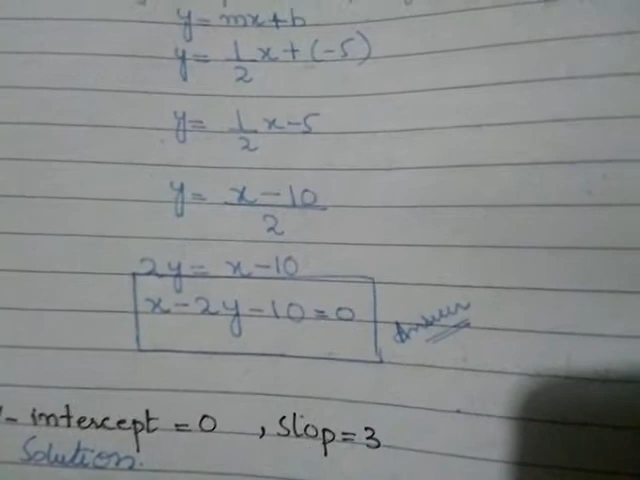 y = mx + b
y = 1/2 x + (-5)
y = 1/2 x - 5
y = x - 10 / 2
2y = x - 10
x - 2y - 10 = 0
Answer
- intercept = 0 , slop = 3
Solution.